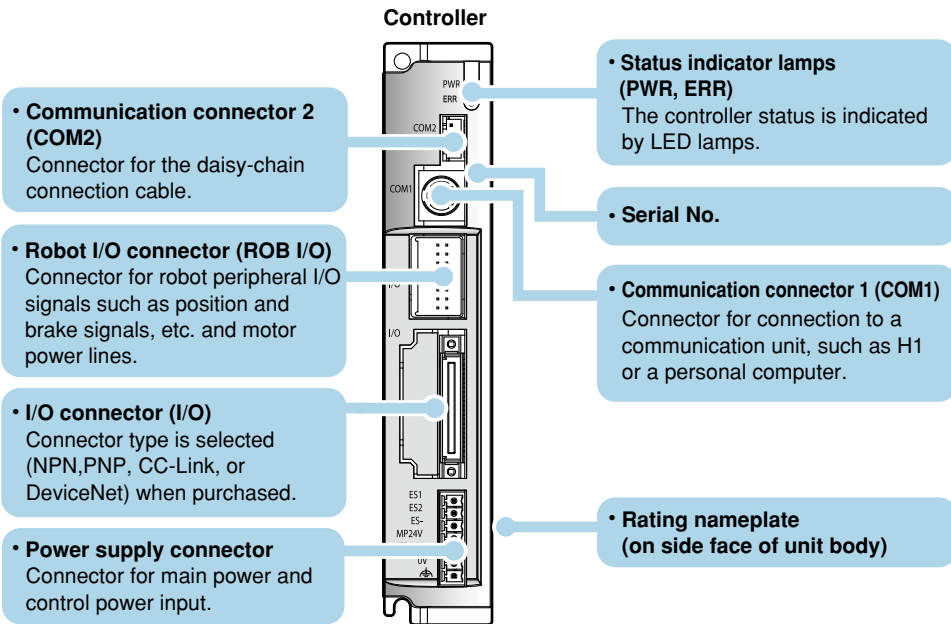 Controller
• Communication connector 2
(COM2)
Connector for the daisy-chain
connection cable.
• Robot I/O connector (ROB I/O)
Connector for robot peripheral I/O
signals such as position and
brake signals, etc. and motor
power lines.
• I/O connector (I/O)
Connector type is selected
(NPN,PNP, CC-Link, or
DeviceNet) when purchased.
• Power supply connector
Connector for main power and
control power input.
PWR
ERR
COM2
COM1
I/O
I/O
ES1
ES2
ES-
MP24V
0V
• Status indicator lamps
(PWR, ERR)
The controller status is indicated
by LED lamps.
• Serial No.
• Communication connector 1 (COM1)
Connector for connection to a
communication unit, such as H1
or a personal computer.
• Rating nameplate
(on side face of unit body)